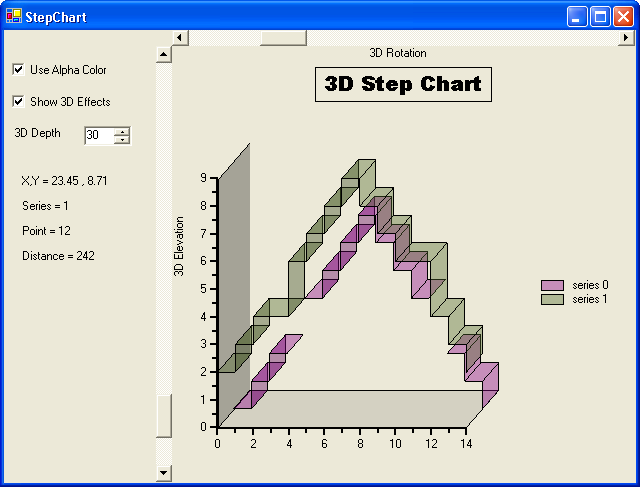 StepChart
3D Rotation
Use Alpha Color
Show 3D Effects
3D Depth 30
X,Y = 23.45 , 8.71
Series = 1
Point = 12
Distance = 242
3D Step Chart
3D Elevation
9
8
7
6
5
4
3
2
1
0
0 2 4 6 8 10 12 14
series 0
series 1